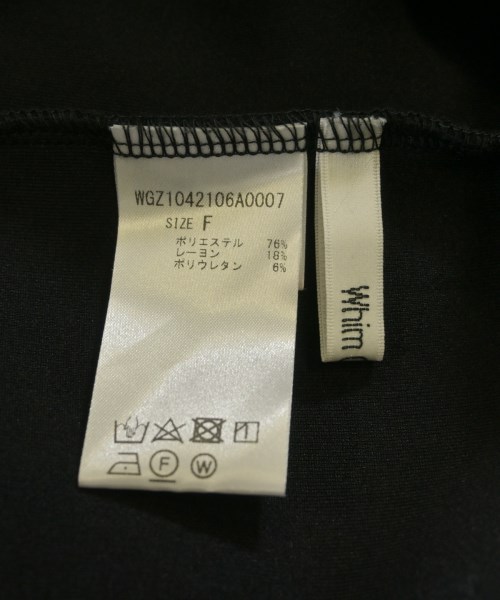 WGZ1042106A0007
SIZE F
ポリエステル 76%
レーヨン 18%
ポリウレタン 6%
F W
Whim